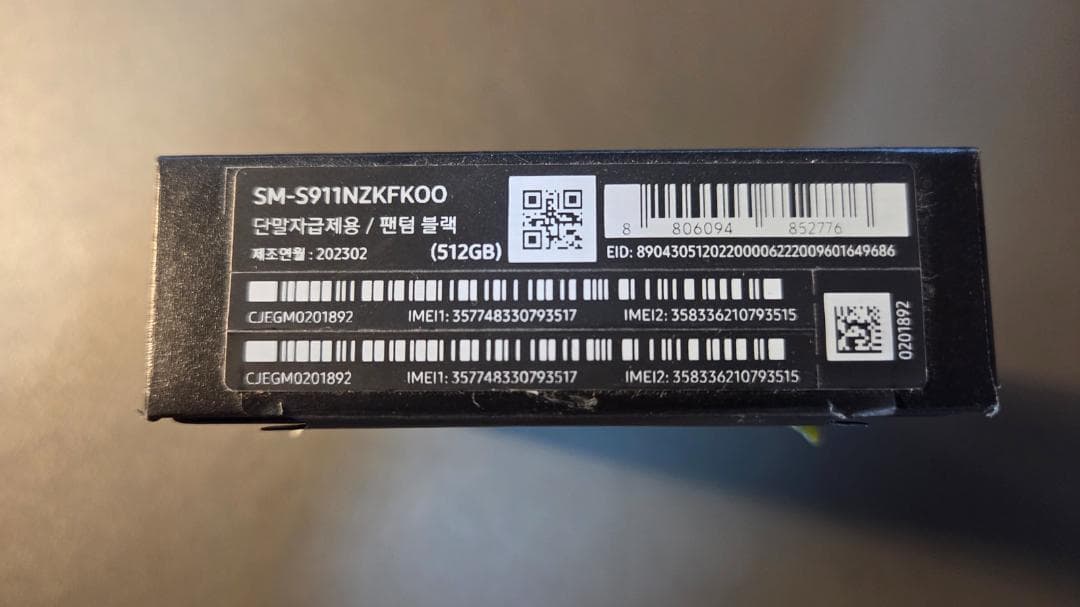 SM-S911NZKFKOO
단말자급제용 / 팬텀 블랙
제조연월 : 202302 (512GB)
8 806094 852776
EID: 89043051202200006222009601649686
CJEGM0201892 IMEI1: 357748330793517 IMEI2: 358336210793515
CJEGM0201892 IMEI1: 357748330793517 IMEI2: 358336210793515
0201892